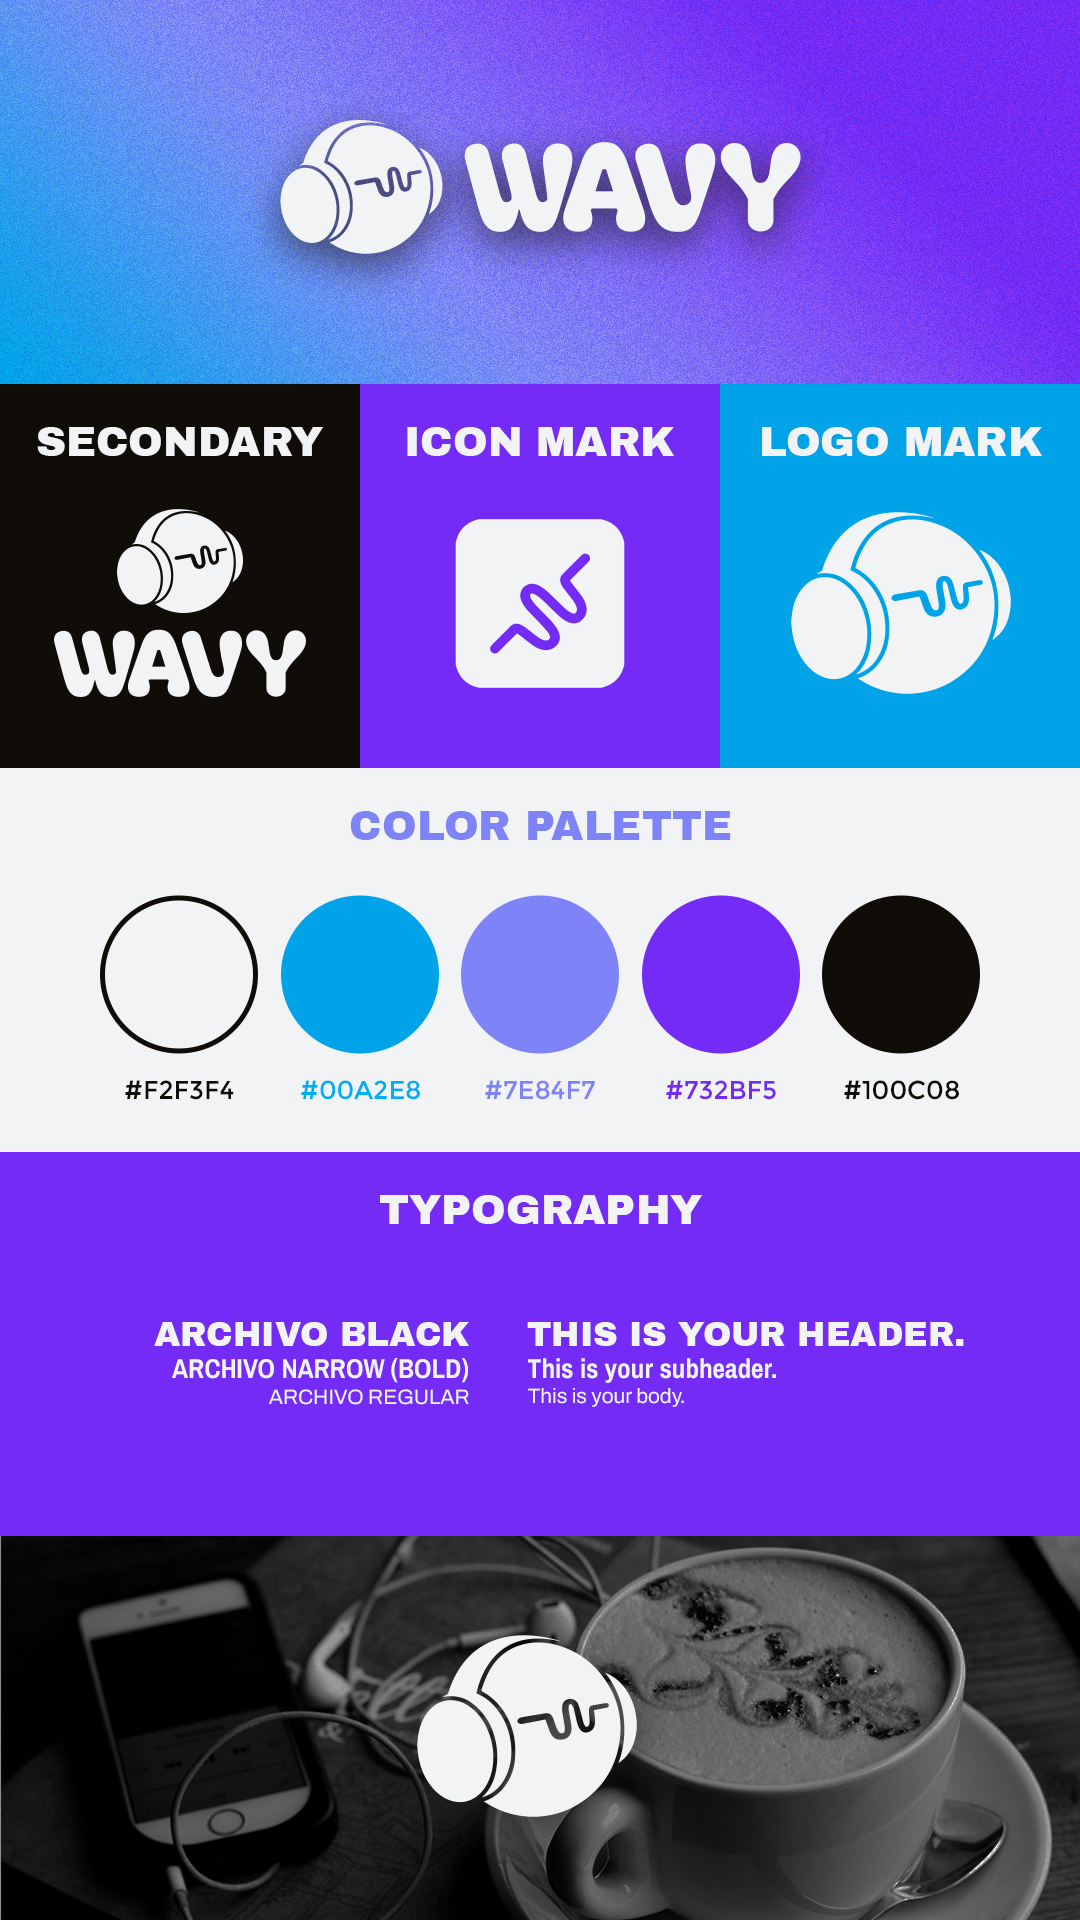 WAVY
SECONDARY
WAVY
ICON MARK
LOGO MARK
COLOR PALETTE
#F2F3F4
#00A2E8
#7E84F7
#732BF5
#100C08
TYPOGRAPHY
ARCHIVO BLACK
ARCHIVO NARROW (BOLD)
ARCHIVO REGULAR
THIS IS YOUR HEADER.
This is your subheader.
This is your body.